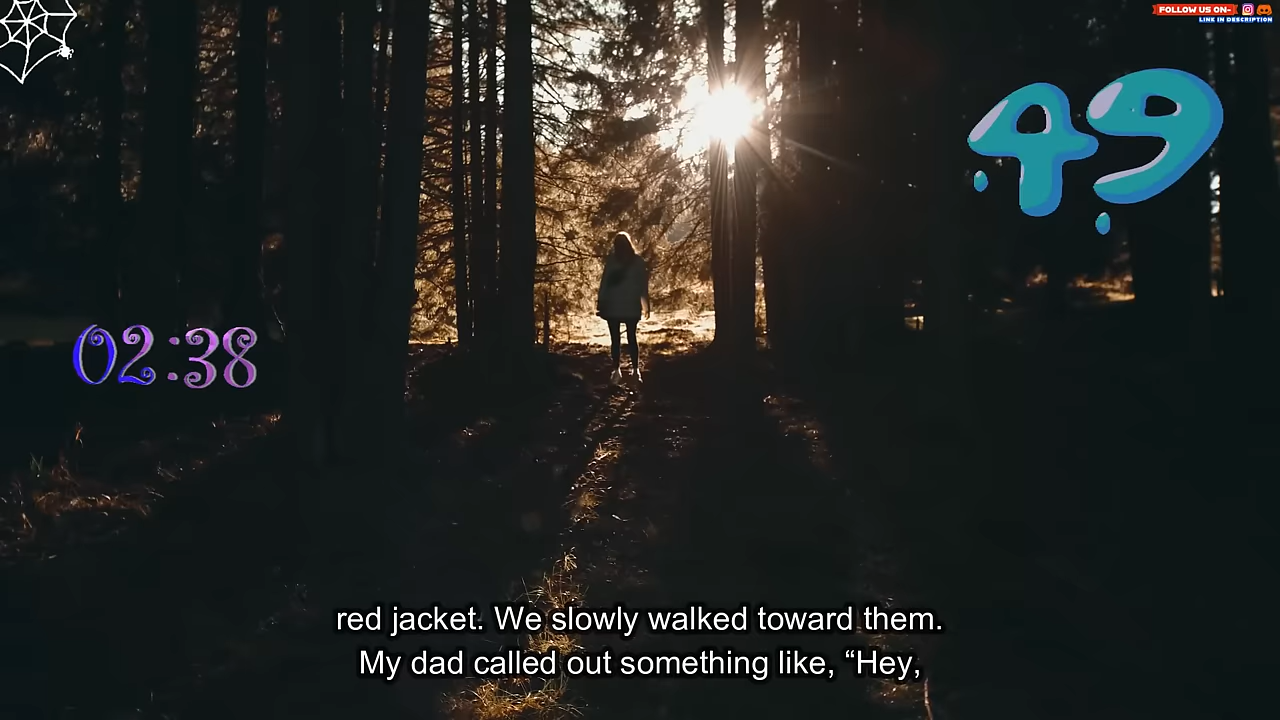 FOLLOW US ON-
LINK IN DESCRIPTION
49
02:38
red jacket. We slowly walked toward them.
My dad called out something like, “Hey,